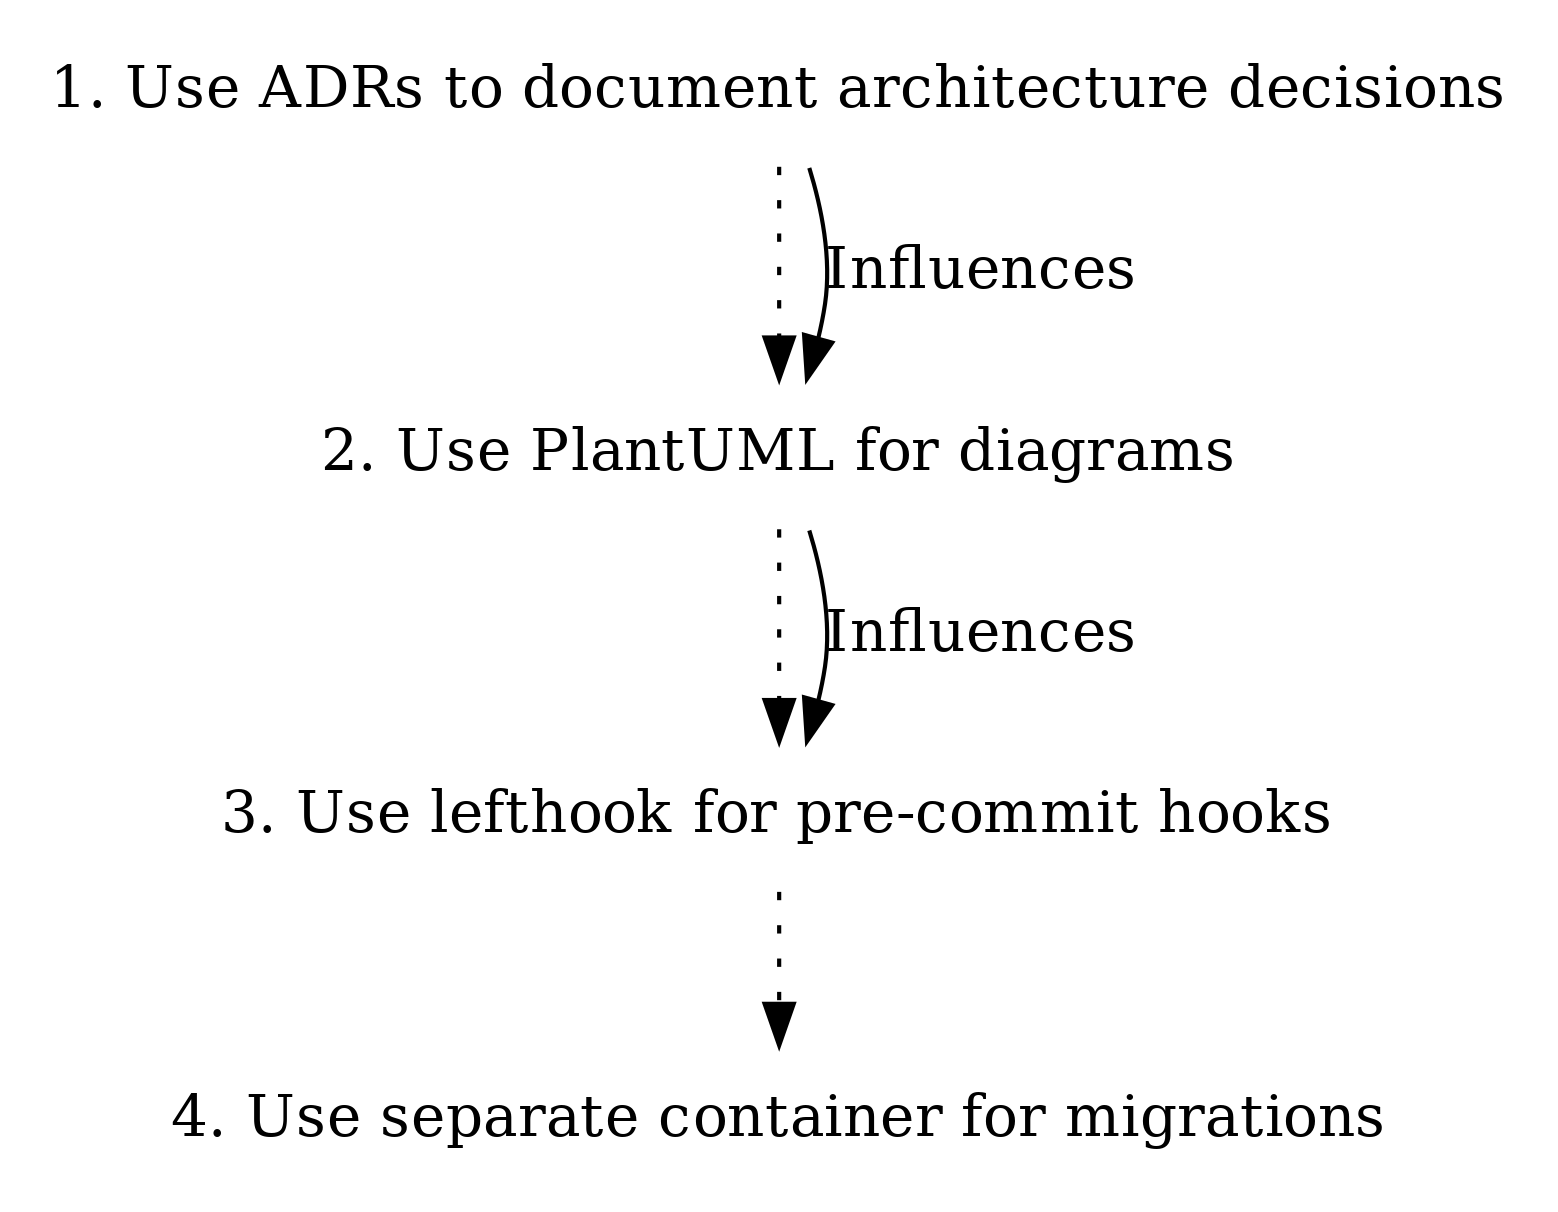 1. Use ADRs to document architecture decisions
Influences
2. Use PlantUML for diagrams
Influences
3. Use lefthook for pre-commit hooks
4. Use separate container for migrations